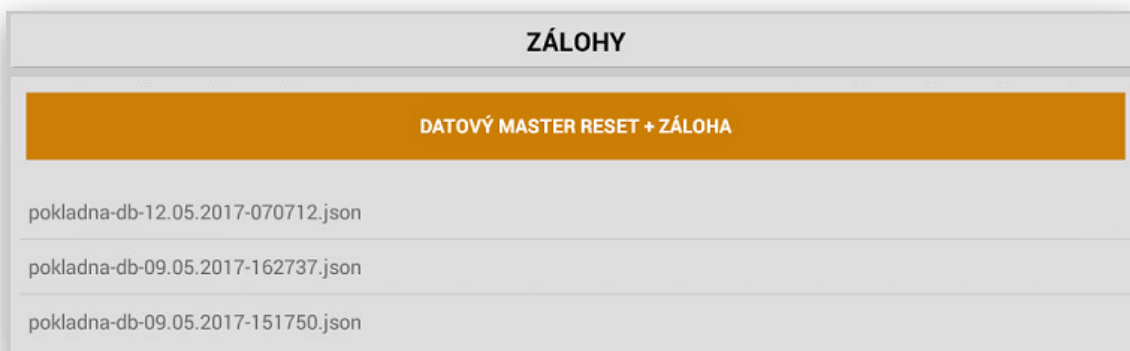 ZÁLOHY
DATOVÝ MASTER RESET + ZÁLOHA
pokladna-db-12.05.2017-070712.json
pokladna-db-09.05.2017-162737.json
pokladna-db-09.05.2017-151750.json